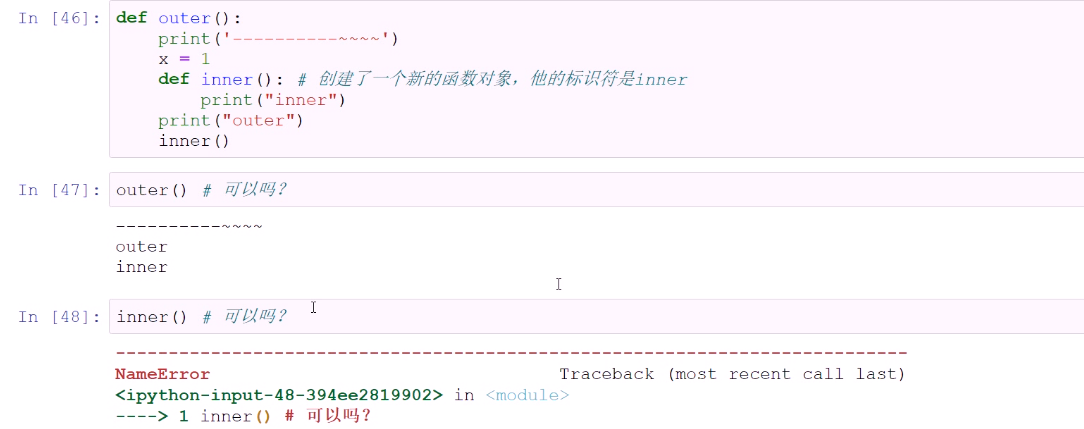 In [46]: def outer():
    print('----------~~~~')
    x = 1
    def inner(): # 创建了一个新的函数对象，他的标识符是inner
        print("inner")
    print("outer")
    inner()
In [47]: outer() # 可以吗？
----------~~~~
outer
inner
In [48]: inner() # 可以吗？
---------------------------------------------------------------------------
NameError                                 Traceback (most recent call last)
<ipython-input-48-394ee2819902> in <module>
----> 1 inner() # 可以吗？